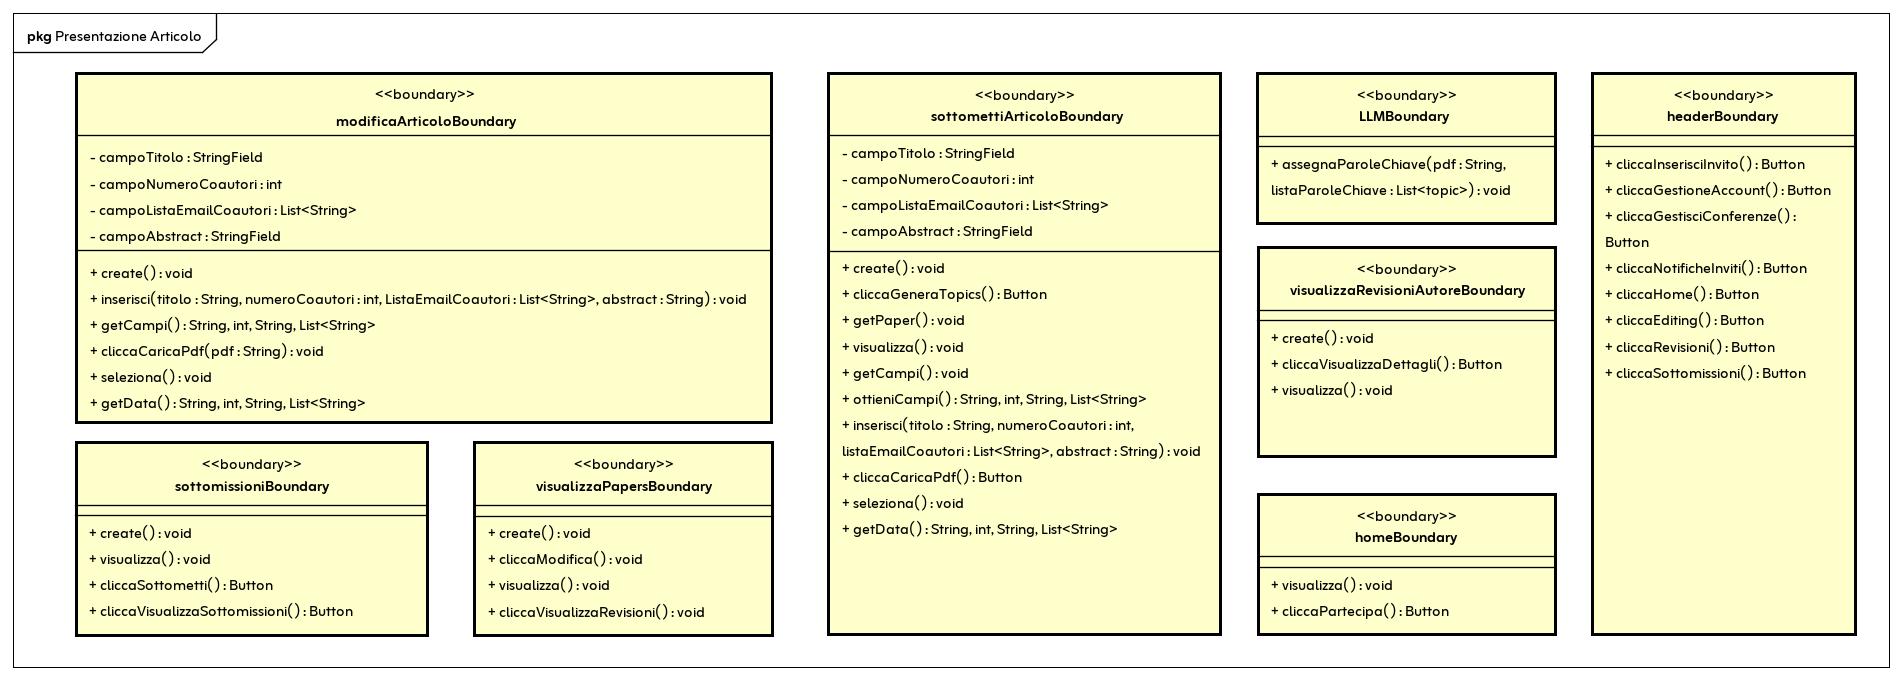 pkg Presentazione Articolo
<<boundary>>
modificaArticoloBoundary
- campoTitolo : StringField
- campoNumeroCoautori : int
- campoListaEmailCoautori : List<String>
- campoAbstract : StringField
+ create() : void
+ inserisci(titolo : String, numeroCoautori : int, ListaEmailCoautori : List<String>, abstract : String) : void
+ getCampi() : String, int, String, List<String>
+ cliccaCaricaPdf(pdf : String) : void
+ seleziona() : void
+ getData() : String, int, String, List<String>
<<boundary>>
sottomissioniBoundary
+ create() : void
+ visualizza() : void
+ cliccaSottometti() : Button
+ cliccaVisualizzaSottomissioni() : Button
<<boundary>>
visualizzaPapersBoundary
+ create() : void
+ cliccaModifica() : void
+ visualizza() : void
+ cliccaVisualizzaRevisioni() : void
<<boundary>>
sottomettiArticoloBoundary
- campoTitolo : StringField
- campoNumeroCoautori : int
- campoListaEmailCoautori : List<String>
- campoAbstract : StringField
+ create() : void
+ cliccaGeneraTopics() : Button
+ getPaper() : void
+ visualizza() : void
+ getCampi() : void
+ ottieniCampi() : String, int, String, List<String>
+ inserisci(titolo : String, numeroCoautori : int,
listaEmailCoautori : List<String>, abstract : String) : void
+ cliccaCaricaPdf() : Button
+ seleziona() : void
+ getData() : String, int, String, List<String>
<<boundary>>
LLMBoundary
+ assegnaParoleChiave(pdf : String,
listaParoleChiave : List<topic>) : void
<<boundary>>
visualizzaRevisioniAutoreBoundary
+ create() : void
+ cliccaVisualizzaDettagli() : Button
+ visualizza() : void
<<boundary>>
homeBoundary
+ visualizza() : void
+ cliccaPartecipa() : Button
<<boundary>>
headerBoundary
+ cliccaInserisciInvito() : Button
+ cliccaGestioneAccount() : Button
+ cliccaGestisciConferenze() :
Button
+ cliccaNotificheInviti() : Button
+ cliccaHome() : Button
+ cliccaEditing() : Button
+ cliccaRevisioni() : Button
+ cliccaSottomissioni() : Button